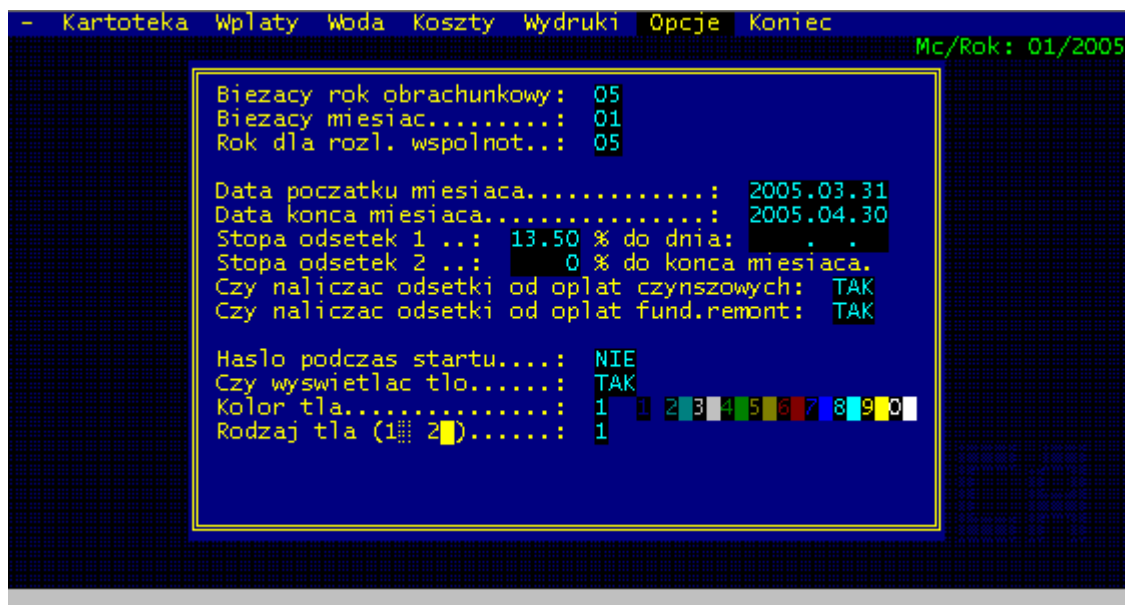 - Kartoteka Wplaty Woda Koszty Wydruki Opcje Koniec
Mc/Rok: 01/2005
Biezacy rok obrachunkowy: 05
Biezacy miesiac.........: 01
Rok dla rozl. wspolnot..: 05
Data poczatku miesiaca..............: 2005.03.31
Data konca miesiaca.................: 2005.04.30
Stopa odsetek 1 ..: 13.50 % do dnia: . .
Stopa odsetek 2 ..: 0 % do konca miesiaca.
Czy naliczac odsetki od oplat czynszowych: TAK
Czy naliczac odsetki od oplat fund.remont: TAK
Haslo podczas startu....: NIE
Czy wyswietlac tlo......: TAK
Kolor tla...............: 1 1 2 3 4 5 6 7 8 9 0
Rodzaj tla (1░ 2█)......: 1